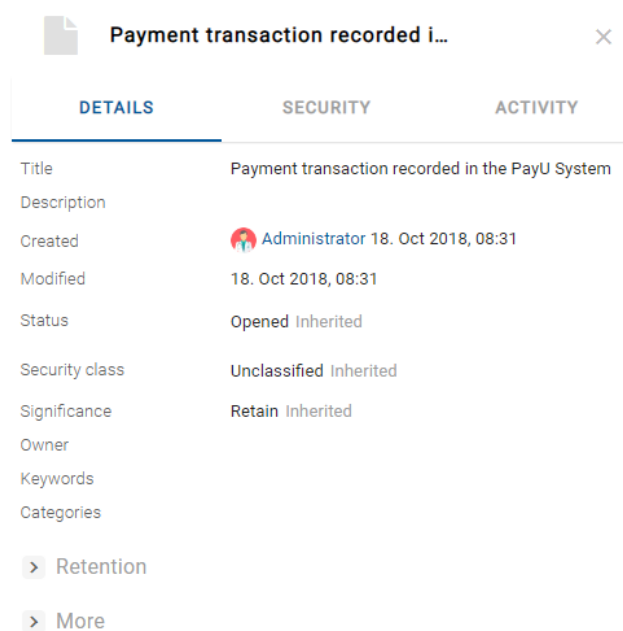 Payment transaction recorded i...
DETAILS SECURITY ACTIVITY
Title Payment transaction recorded in the PayU System
Description
Created Administrator 18. Oct 2018, 08:31
Modified 18. Oct 2018, 08:31
Status Opened Inherited
Security class Unclassified Inherited
Significance Retain Inherited
Owner
Keywords
Categories
Retention
More